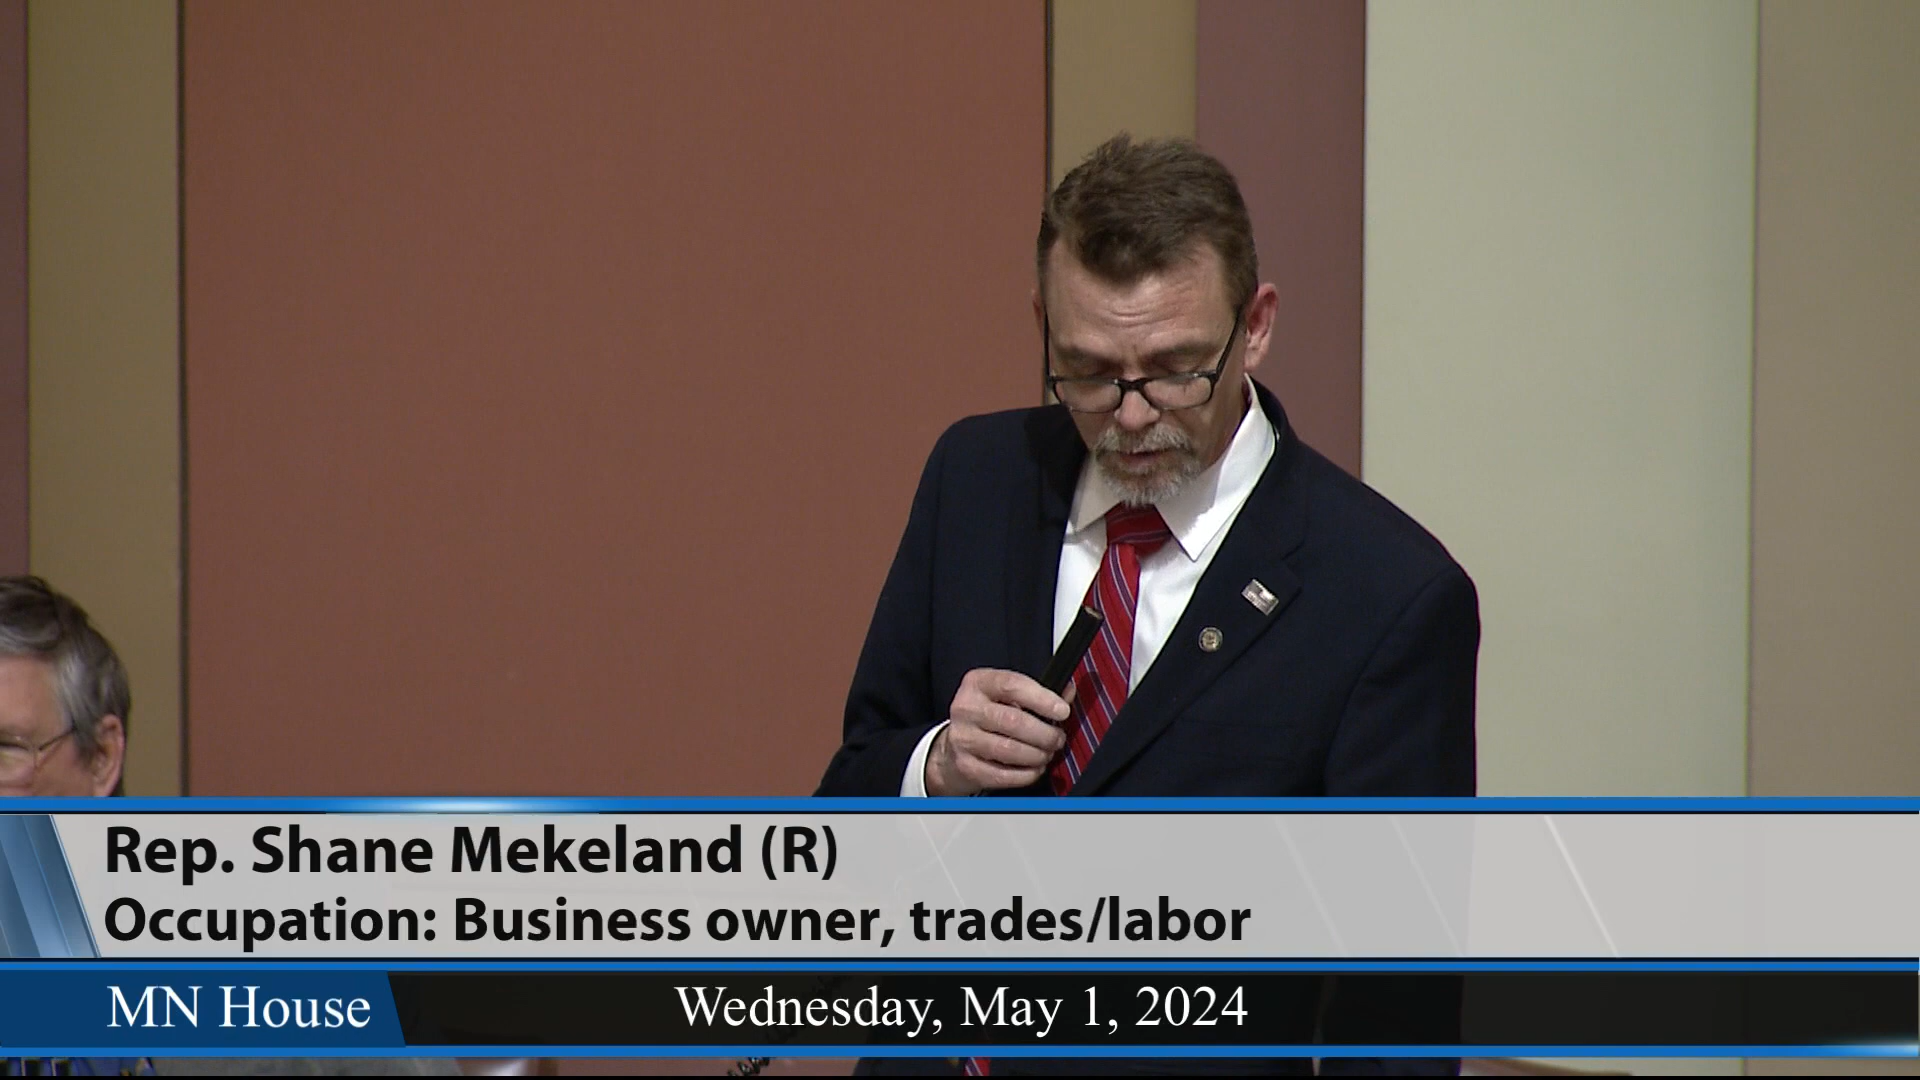 Rep. Shane Mekeland (R)
Occupation: Business owner, trades/labor
MN House
Wednesday, May 1, 2024